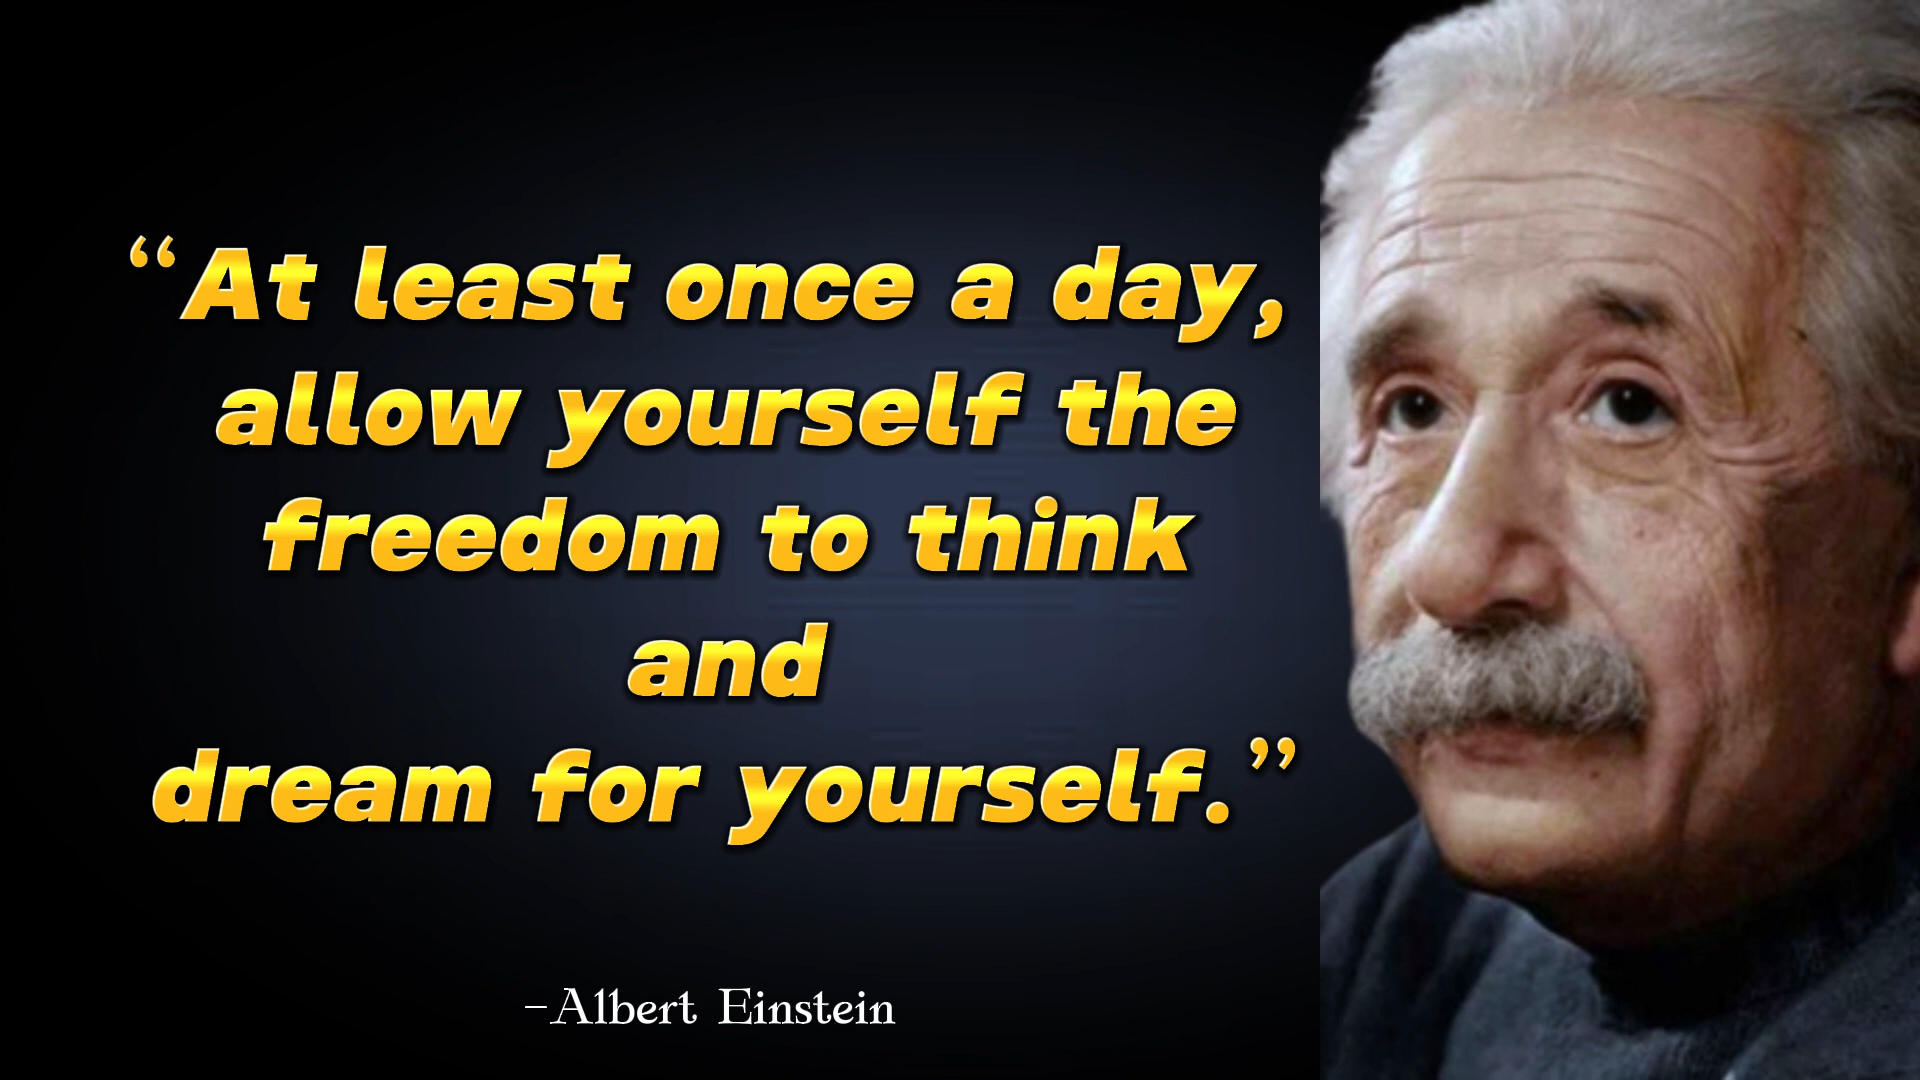 “At least once a day,
allow yourself the
freedom to think
and
dream for yourself.”
–Albert Einstein